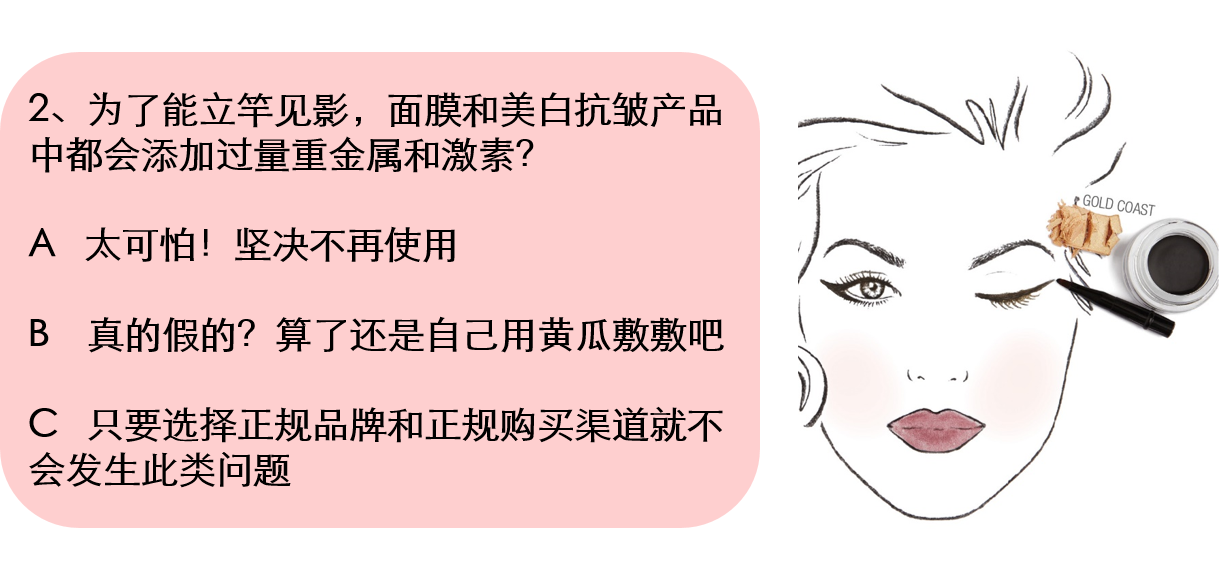 2、为了能立竿见影，面膜和美白抗皱产品
中都会添加过量重金属和激素？
A 太可怕！坚决不再使用
B 真的假的？算了还是自己用黄瓜敷敷吧
C 只要选择正规品牌和正规购买渠道就不
会发生此类问题
GOLD COAST